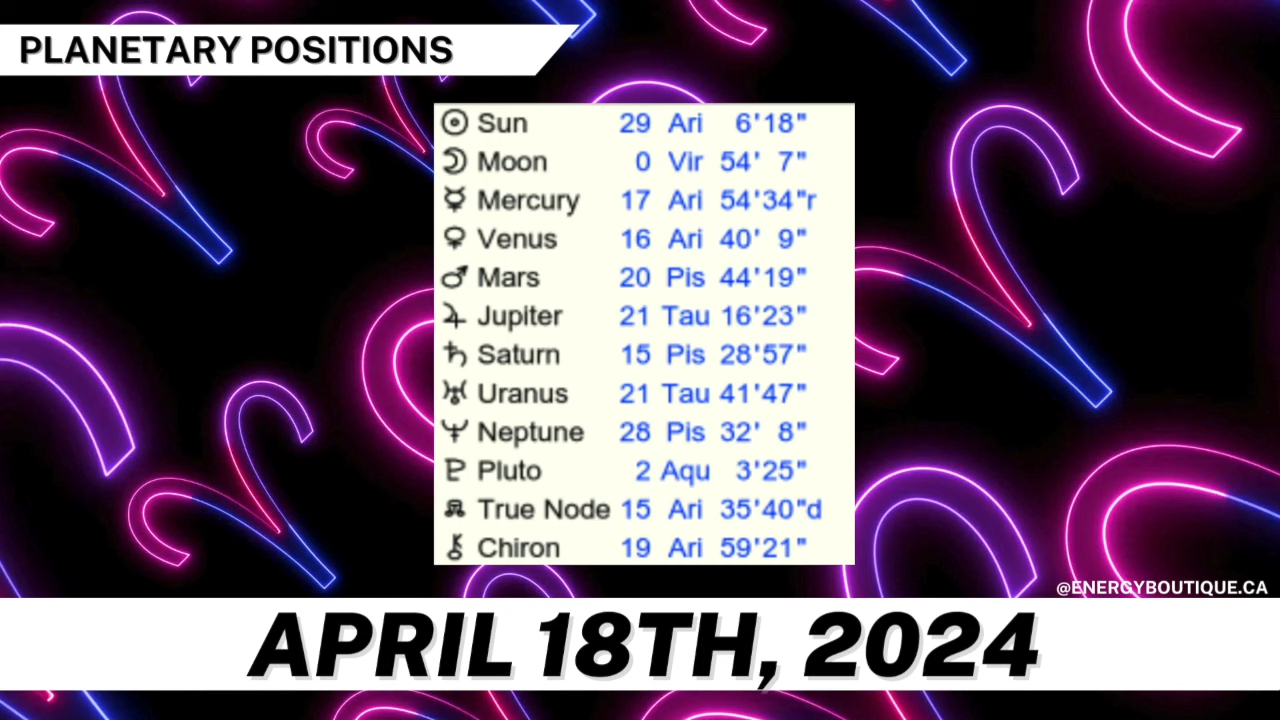 PLANETARY POSITIONS
Sun 29 Ari 6'18"
Moon 0 Vir 54' 7"
Mercury 17 Ari 54'34"r
Venus 16 Ari 40' 9"
Mars 20 Pis 44'19"
Jupiter 21 Tau 16'23"
Saturn 15 Pis 28'57"
Uranus 21 Tau 41'47"
Neptune 28 Pis 32' 8"
Pluto 2 Aqu 3'25"
True Node 15 Ari 35'40"d
Chiron 19 Ari 59'21"
@ENERGYBOUTIQUE.CA
APRIL 18TH, 2024